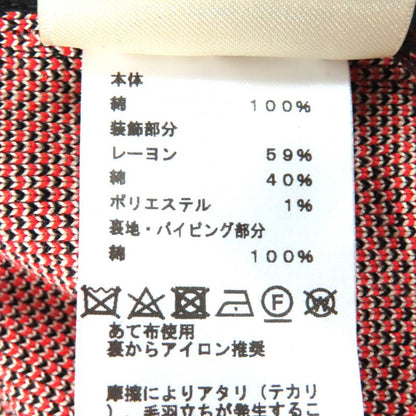 本体
綿 100%
装飾部分
レーヨン 59%
綿 40%
ポリエステル 1%
裏地・パイピング部分
綿 100%
F W
あて布使用
裏からアイロン推奨
摩擦によりアタリ（テカリ
）、毛羽立ちが発生するこ